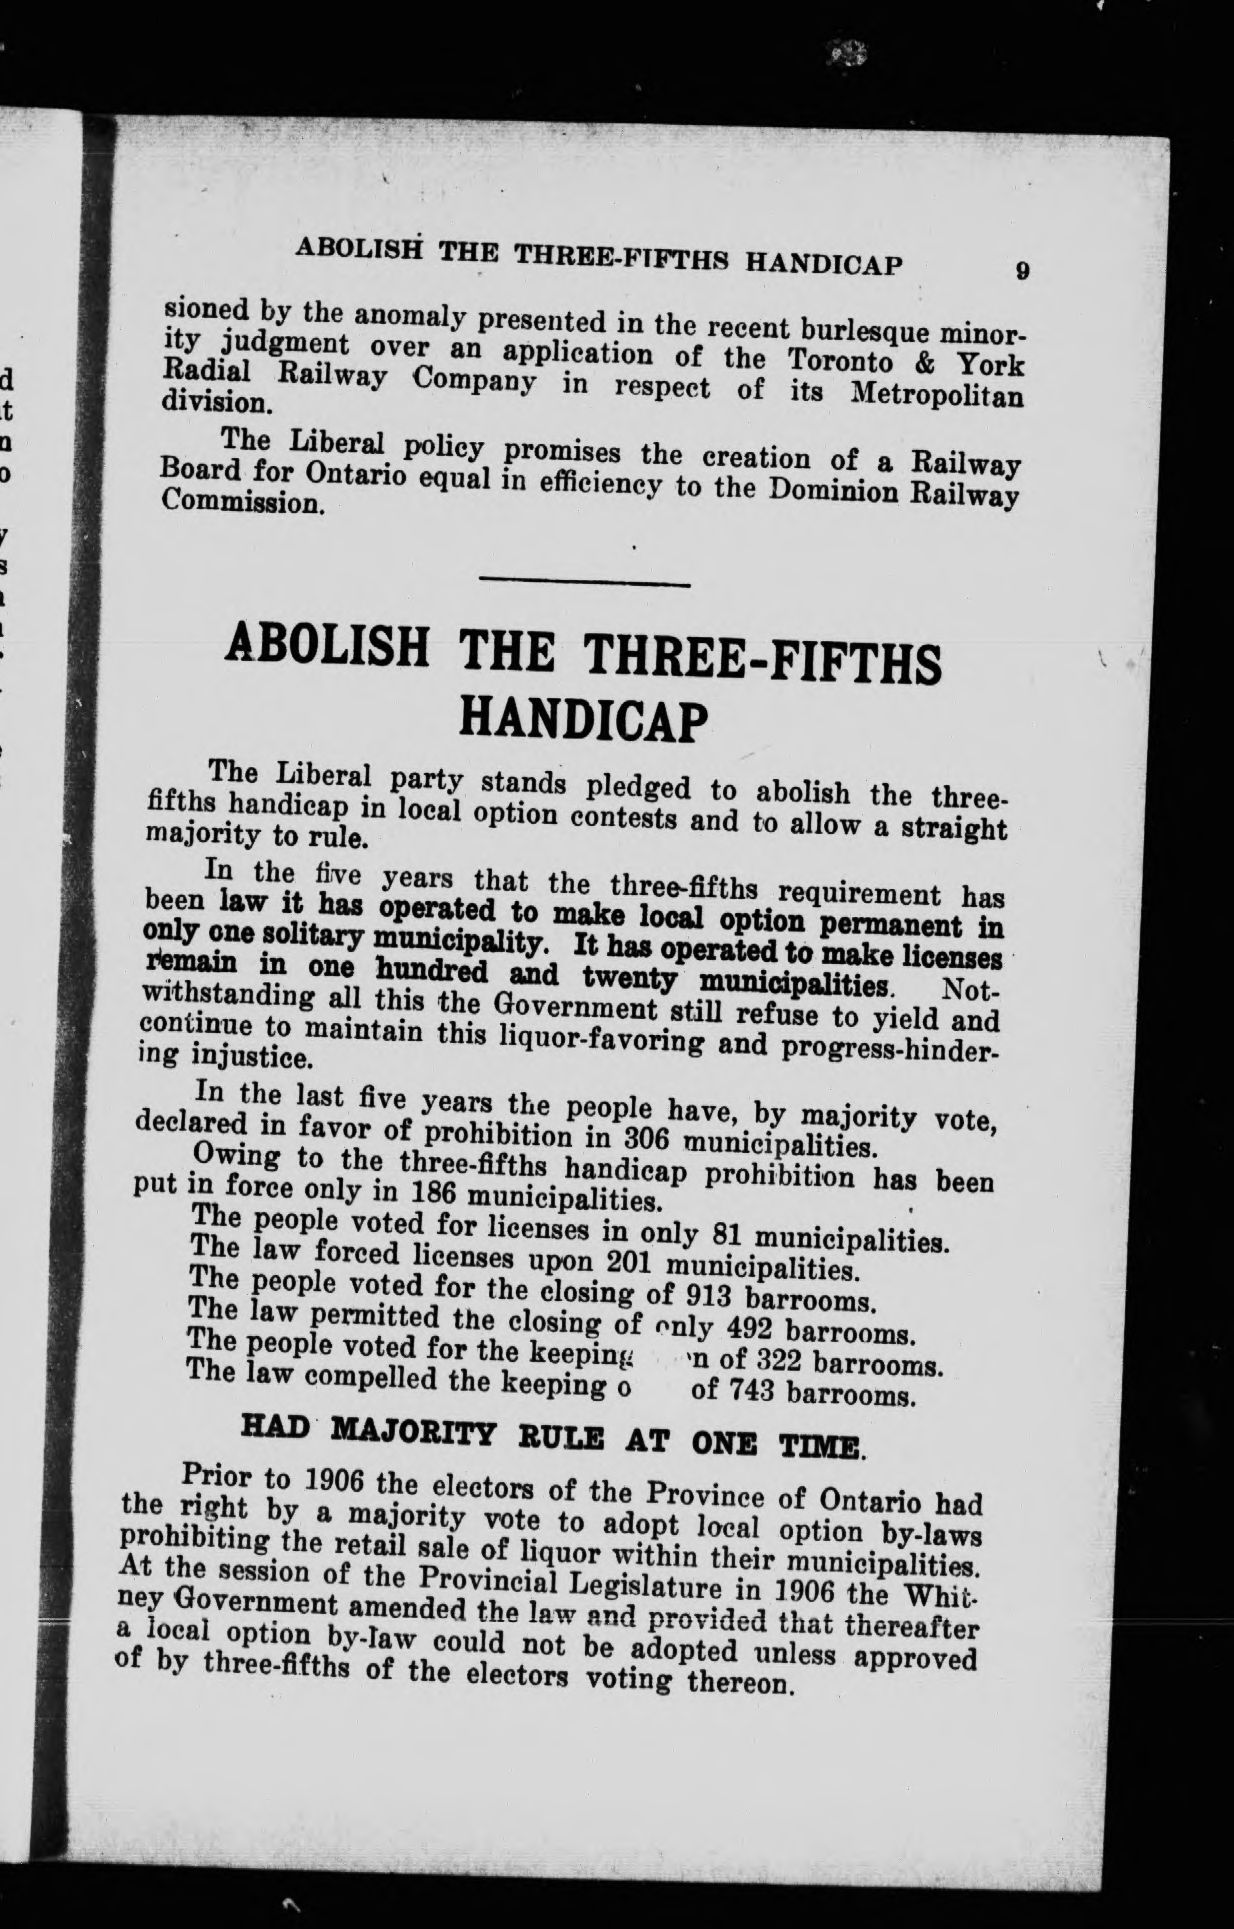 ABOLISH THE THREE-FIFTHS HANDICAP 9
sioned by the anomaly presented in the recent burlesque minor-
ity judgment over an application of the Toronto & York
Radial Railway Company in respect of its Metropolitan
division.
The Liberal policy promises the creation of a Railway
Board for Ontario equal in efficiency to the Dominion Railway
Commission.
ABOLISH THE THREE-FIFTHS
HANDICAP
The Liberal party stands pledged to abolish the three-
fifths handicap in local option contests and to allow a straight
majority to rule.
In the five years that the three-fifths requirement has
been law it has operated to make local option permanent in
only one solitary municipality. It has operated to make licenses
remain in one hundred and twenty municipalities. Not-
withstanding all this the Government still refuse to yield and
continue to maintain this liquor-favoring and progress-hinder-
ing injustice.
In the last five years the people have, by majority vote,
declared in favor of prohibition in 306 municipalities.
Owing to the three-fifths handicap prohibition has been
put in force only in 186 municipalities.
The people voted for licenses in only 81 municipalities.
The law forced licenses upon 201 municipalities.
The people voted for the closing of 913 barrooms.
The law permitted the closing of only 492 barrooms.
The people voted for the keeping of 322 barrooms.
The law compelled the keeping of 743 barrooms.
HAD MAJORITY RULE AT ONE TIME.
Prior to 1906 the electors of the Province of Ontario had
the right by a majority vote to adopt local option by-laws
prohibiting the retail sale of liquor within their municipalities.
At the session of the Provincial Legislature in 1906 the Whit-
ney Government amended the law and provided that thereafter
a local option by-law could not be adopted unless approved
of by three-fifths of the electors voting thereon.